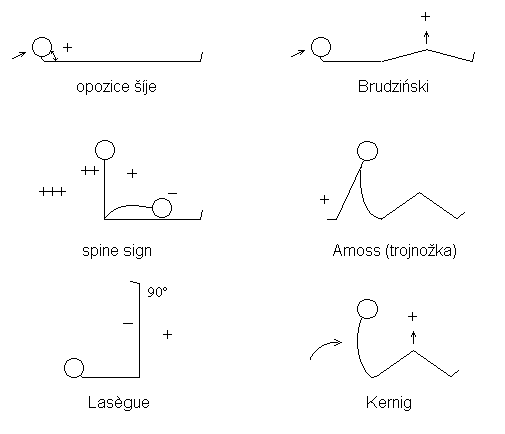 +
+
opozice šíje
Brudziński
++
+
+++
–
+
spine sign
Amoss (trojnožka)
90°
–
+
+
Lasègue
Kernig